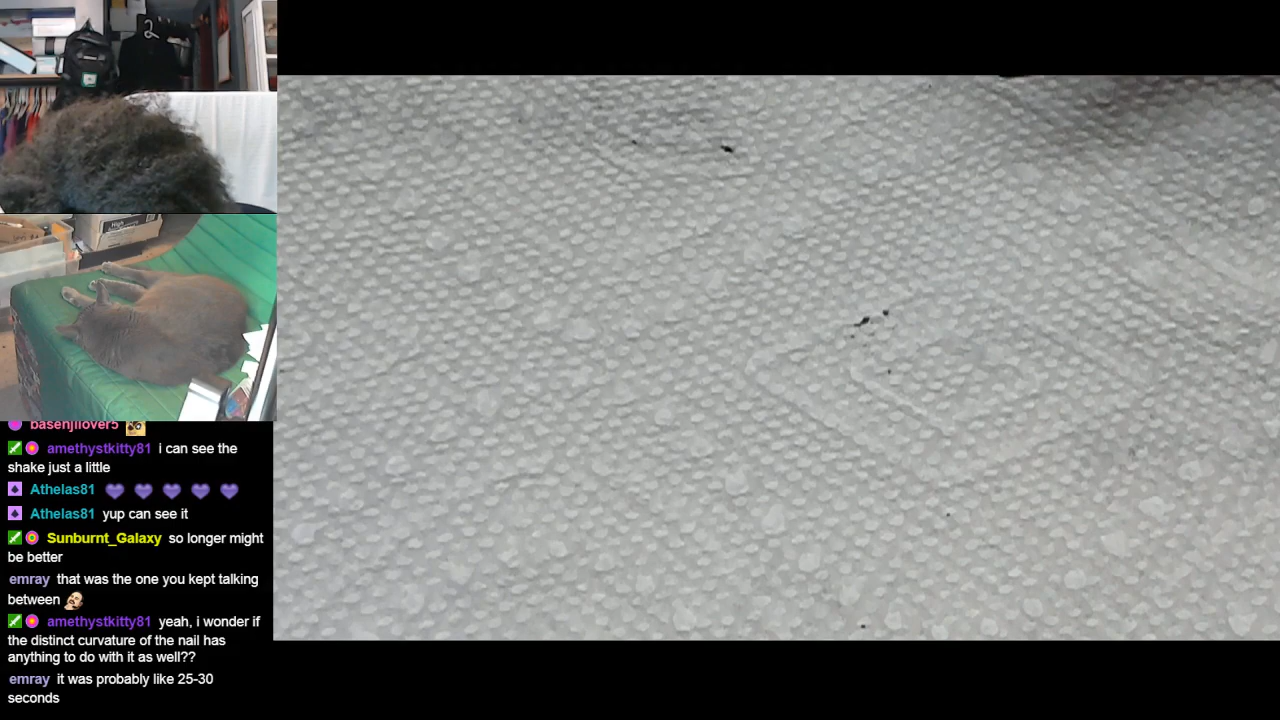 High
basenjilover5
amethystkitty81 i can see the
shake just a little
Athelas81
Athelas81 yup can see it
Sunburnt_Galaxy so longer might
be better
emray that was the one you kept talking
between
amethystkitty81 yeah, i wonder if
the distinct curvature of the nail has
anything to do with it as well??
emray it was probably like 25-30
seconds